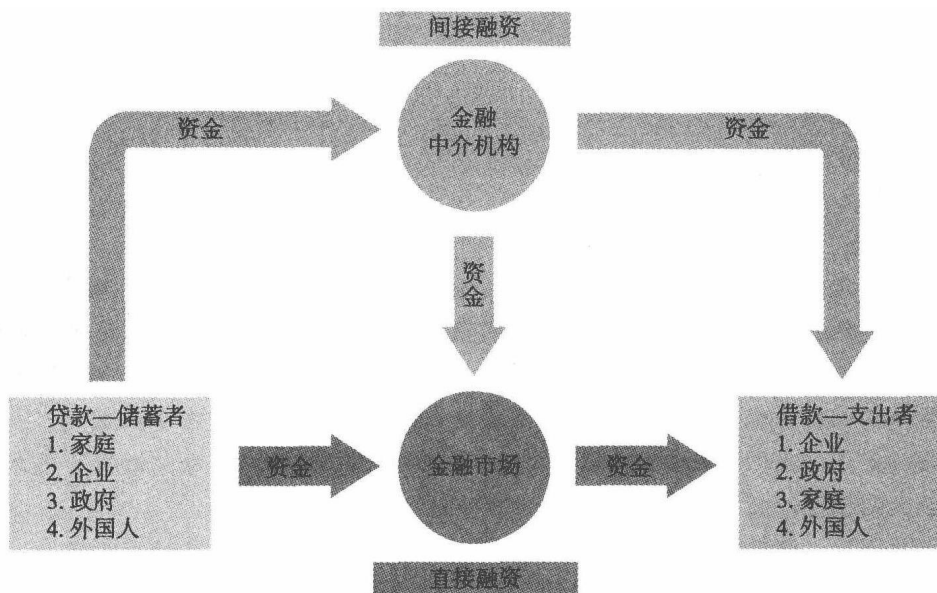 间接融资
金融
中介机构
资金
资金
资金
贷款—储蓄者
1. 家庭
2. 企业
3. 政府
4. 外国人
资金
金融市场
资金
借款—支出者
1. 企业
2. 政府
3. 家庭
4. 外国人
直接融资